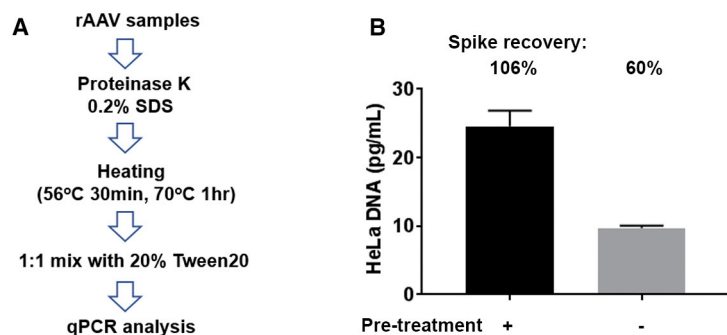 A
rAAV samples
Proteinase K
0.2% SDS
Heating
(56°C 30min, 70°C 1hr)
1:1 mix with 20% Tween20
qPCR analysis
B
Spike recovery:
106% 60%
HeLa DNA (pg/mL)
30
20
10
0
Pre-treatment + -